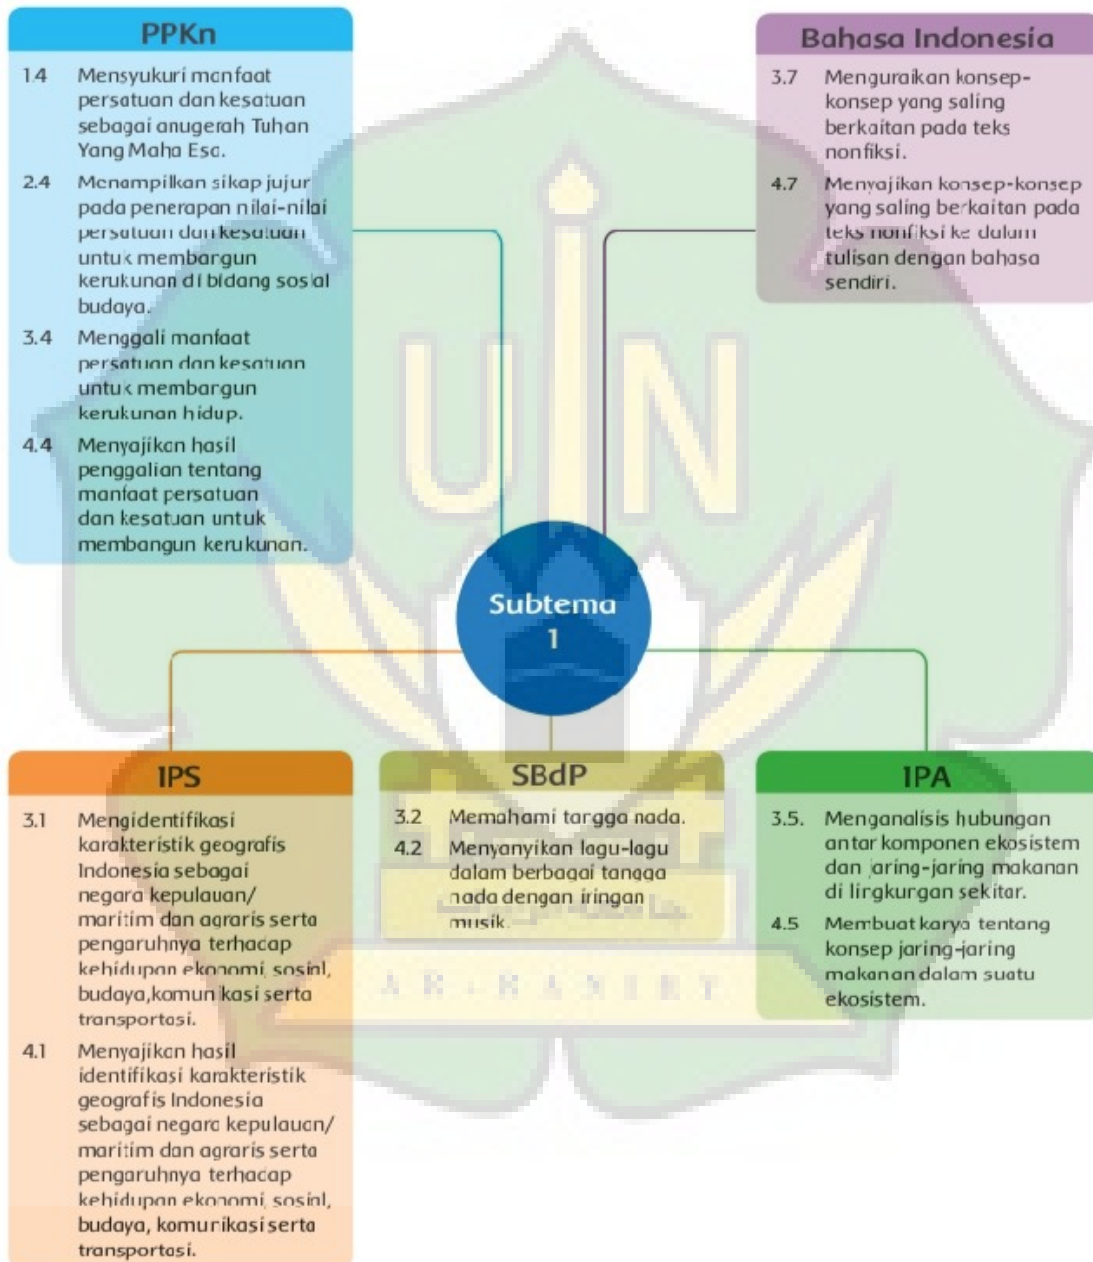 PPKn
1.4 Mensyukuri manfaat
persatuan dan kesatuan
sebagai anugerah Tuhan
Yang Maha Esa.
2.4 Menampilkan sikap jujur
pada penerapan nilai-nilai
persatuan dan kesatuan
untuk membangun
kerukunan di bidang sosial
budaya.
3.4 Menggali manfaat
persatuan dan kesatuan
untuk membangun
kerukunan hidup.
4.4 Menyajikan hasil
penggalian tentang
manfaat persatuan
dan kesatuan untuk
membangun kerukunan.
Bahasa Indonesia
3.7 Menguraikan konsep-
konsep yang saling
berkaitan pada teks
nonfiksi.
4.7 Menyajikan konsep-konsep
yang saling berkaitan pada
teks nonfiksi ke dalam
tulisan dengan bahasa
sendiri.
UIN
Subtema
1
IPS
3.1 Mengidentifikasi
karakteristik geografis
Indonesia sebagai
negara kepulauan/
maritim dan agraris serta
pengaruhnya terhadap
kehidupan ekonomi, sosial,
budaya,komunikasi serta
transportasi.
4.1 Menyajikan hasil
identifikasi karakteristik
geografis Indonesia
sebagai negara kepulauan/
maritim dan agraris serta
pengaruhnya terhadap
kehidupan ekonomi, sosial,
budaya, komunikasi serta
transportasi.
SBdP
3.2 Memahami tangga nada.
4.2 Menyanyikan lagu-lagu
dalam berbagai tangga
nada dengan iringan
musik.
IPA
3.5. Menganalisis hubungan
antar komponen ekosistem
dan jaring-jaring makanan
di lingkungan sekitar.
4.5 Membuat karya tentang
konsep jaring-jaring
makanan dalam suatu
ekosistem.
AR-RANIRY